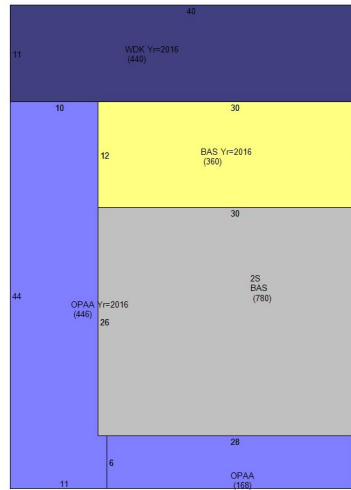 40
WDK Yr=2016
11
(440)
10
30
BAS Yr=2016
12
(360)
30
2S
BAS
44
(780)
OPAA Yr=2016
(446)
26
28
6
OPAA
11
(168)